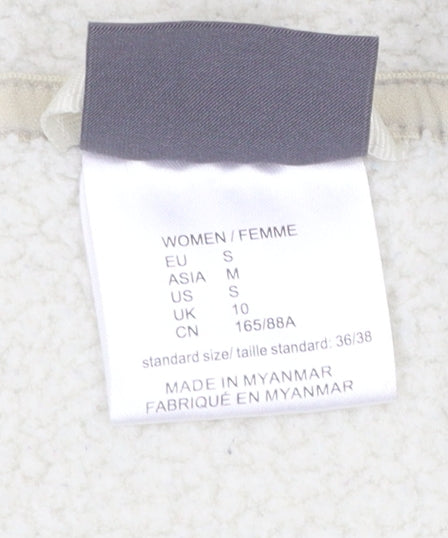 WOMEN / FEMME
EU S
ASIA M
US S
UK 10
CN 165/88A
standard size/ taille standard: 36/38
MADE IN MYANMAR
FABRIQUÉ EN MYANMAR